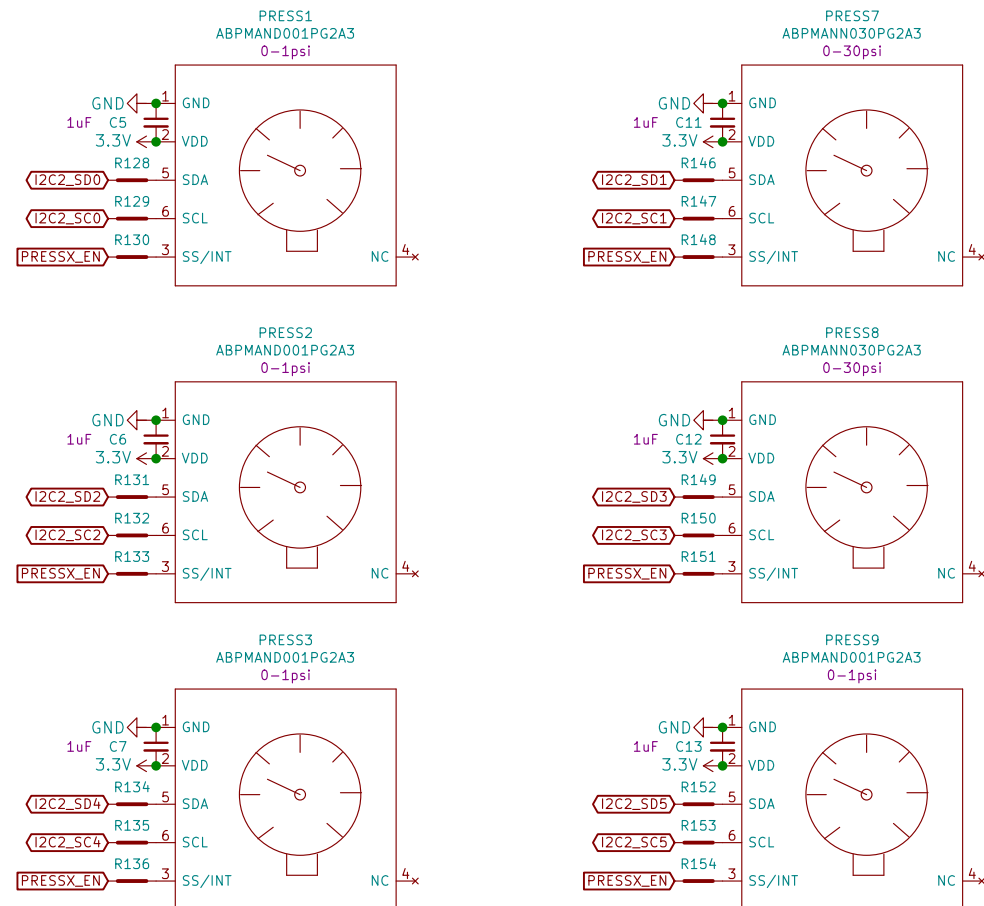 PRESS1
ABPMAND001PG2A3
0-1psi
GND 1 GND
1uF C5
3.3V 2 VDD
R128
I2C2_SD0 5 SDA
R129
I2C2_SC0 6 SCL
R130
PRESSX_EN 3 SS/INT NC 4
PRESS7
ABPMANN030PG2A3
0-30psi
GND 1 GND
1uF C11
3.3V 2 VDD
R146
I2C2_SD1 5 SDA
R147
I2C2_SC1 6 SCL
R148
PRESSX_EN 3 SS/INT NC 4
PRESS2
ABPMAND001PG2A3
0-1psi
GND 1 GND
1uF C6
3.3V 2 VDD
R131
I2C2_SD2 5 SDA
R132
I2C2_SC2 6 SCL
R133
PRESSX_EN 3 SS/INT NC 4
PRESS8
ABPMANN030PG2A3
0-30psi
GND 1 GND
1uF C12
3.3V 2 VDD
R149
I2C2_SD3 5 SDA
R150
I2C2_SC3 6 SCL
R151
PRESSX_EN 3 SS/INT NC 4
PRESS3
ABPMAND001PG2A3
0-1psi
GND 1 GND
1uF C7
3.3V 2 VDD
R134
I2C2_SD4 5 SDA
R135
I2C2_SC4 6 SCL
R136
PRESSX_EN 3 SS/INT NC 4
PRESS9
ABPMAND001PG2A3
0-1psi
GND 1 GND
1uF C13
3.3V 2 VDD
R152
I2C2_SD5 5 SDA
R153
I2C2_SC5 6 SCL
R154
PRESSX_EN 3 SS/INT NC 4